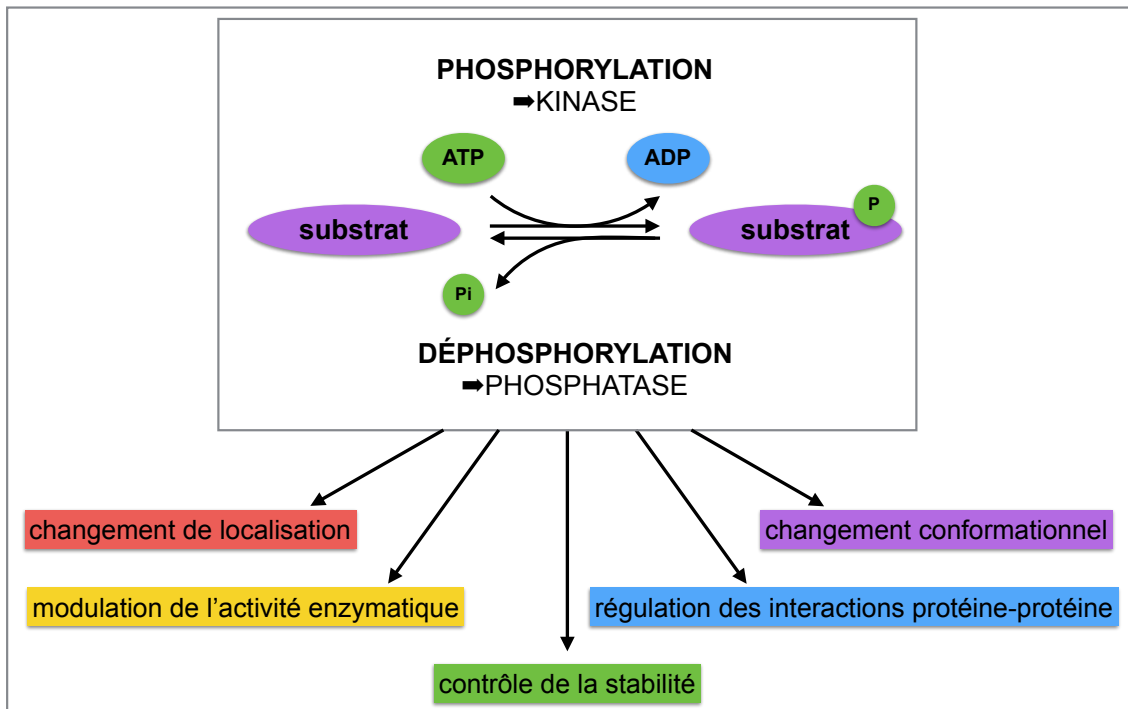 PHOSPHORYLATION
➡KINASE
ATP
ADP
substrat
substrat
P
Pi
DÉPHOSPHORYLATION
➡PHOSPHATASE
changement de localisation
changement conformationnel
modulation de l’activité enzymatique
régulation des interactions protéine-protéine
contrôle de la stabilité